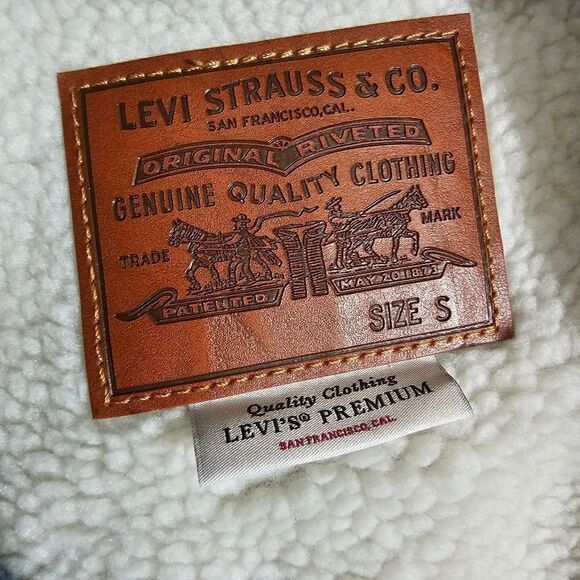 LEVI STRAUSS & CO.
SAN FRANCISCO, CAL.
ORIGINAL RIVETED
GENUINE QUALITY CLOTHING
TRADE MARK
PATENTED MAY 20 1873
SIZE S
Quality Clothing
LEVI'S® PREMIUM
SAN FRANCISCO, CAL.